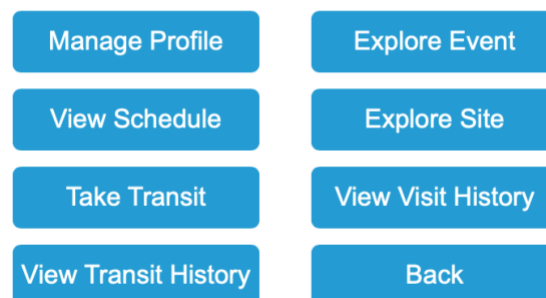 Manage Profile
Explore Event
View Schedule
Explore Site
Take Transit
View Visit History
View Transit History
Back